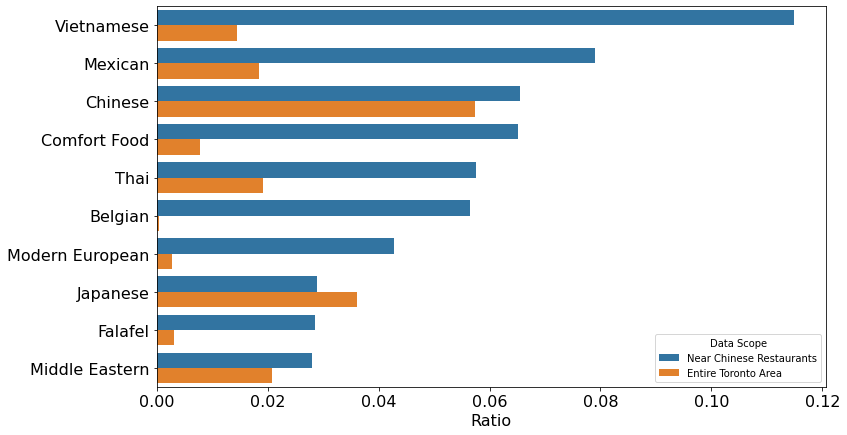 Vietnamese
Mexican
Chinese
Comfort Food
Thai
Belgian
Modern European
Japanese
Falafel
Middle Eastern
Data Scope
Near Chinese Restaurants
Entire Toronto Area
0.00 0.02 0.04 0.06 0.08 0.10 0.12
Ratio